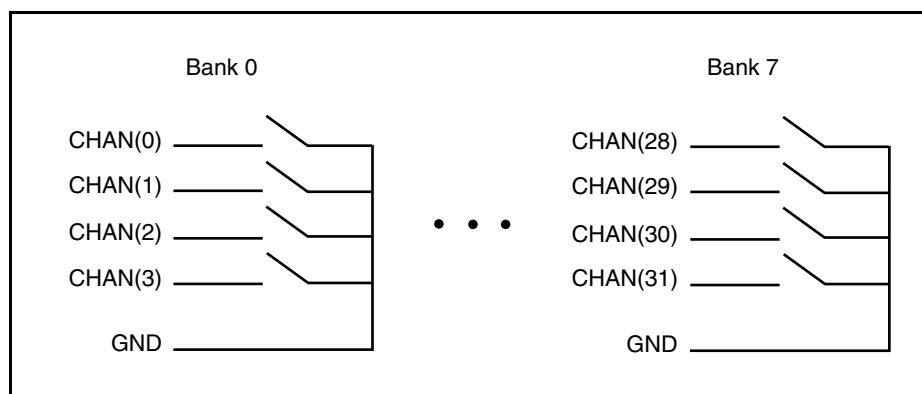 Bank 0
CHAN(0)
CHAN(1)
CHAN(2)
CHAN(3)
GND
Bank 7
CHAN(28)
CHAN(29)
CHAN(30)
CHAN(31)
GND